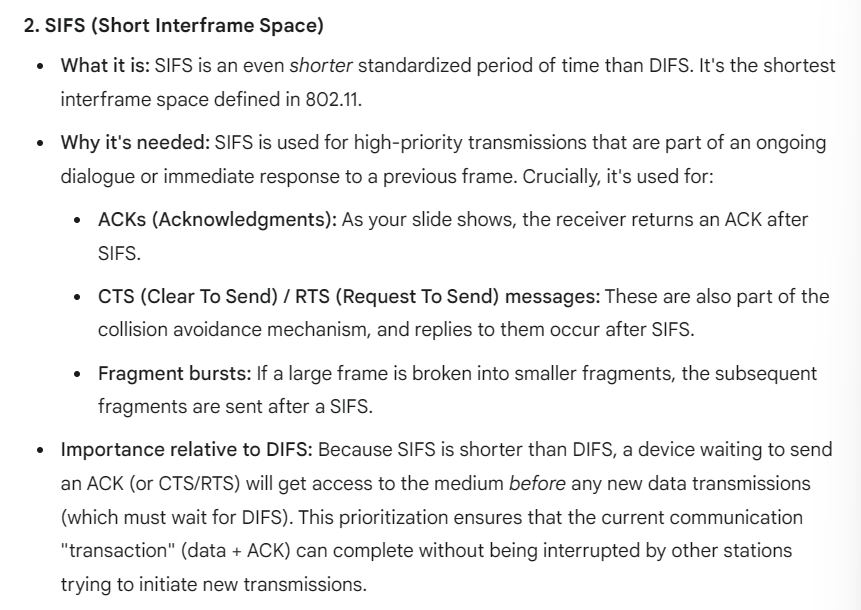 2. SIFS (Short Interframe Space)
• What it is: SIFS is an even shorter standardized period of time than DIFS. It's the shortest
interframe space defined in 802.11.
• Why it's needed: SIFS is used for high-priority transmissions that are part of an ongoing
dialogue or immediate response to a previous frame. Crucially, it's used for:
• ACKs (Acknowledgments): As your slide shows, the receiver returns an ACK after
SIFS.
• CTS (Clear To Send) / RTS (Request To Send) messages: These are also part of the
collision avoidance mechanism, and replies to them occur after SIFS.
• Fragment bursts: If a large frame is broken into smaller fragments, the subsequent
fragments are sent after a SIFS.
• Importance relative to DIFS: Because SIFS is shorter than DIFS, a device waiting to send
an ACK (or CTS/RTS) will get access to the medium before any new data transmissions
(which must wait for DIFS). This prioritization ensures that the current communication
"transaction" (data + ACK) can complete without being interrupted by other stations
trying to initiate new transmissions.